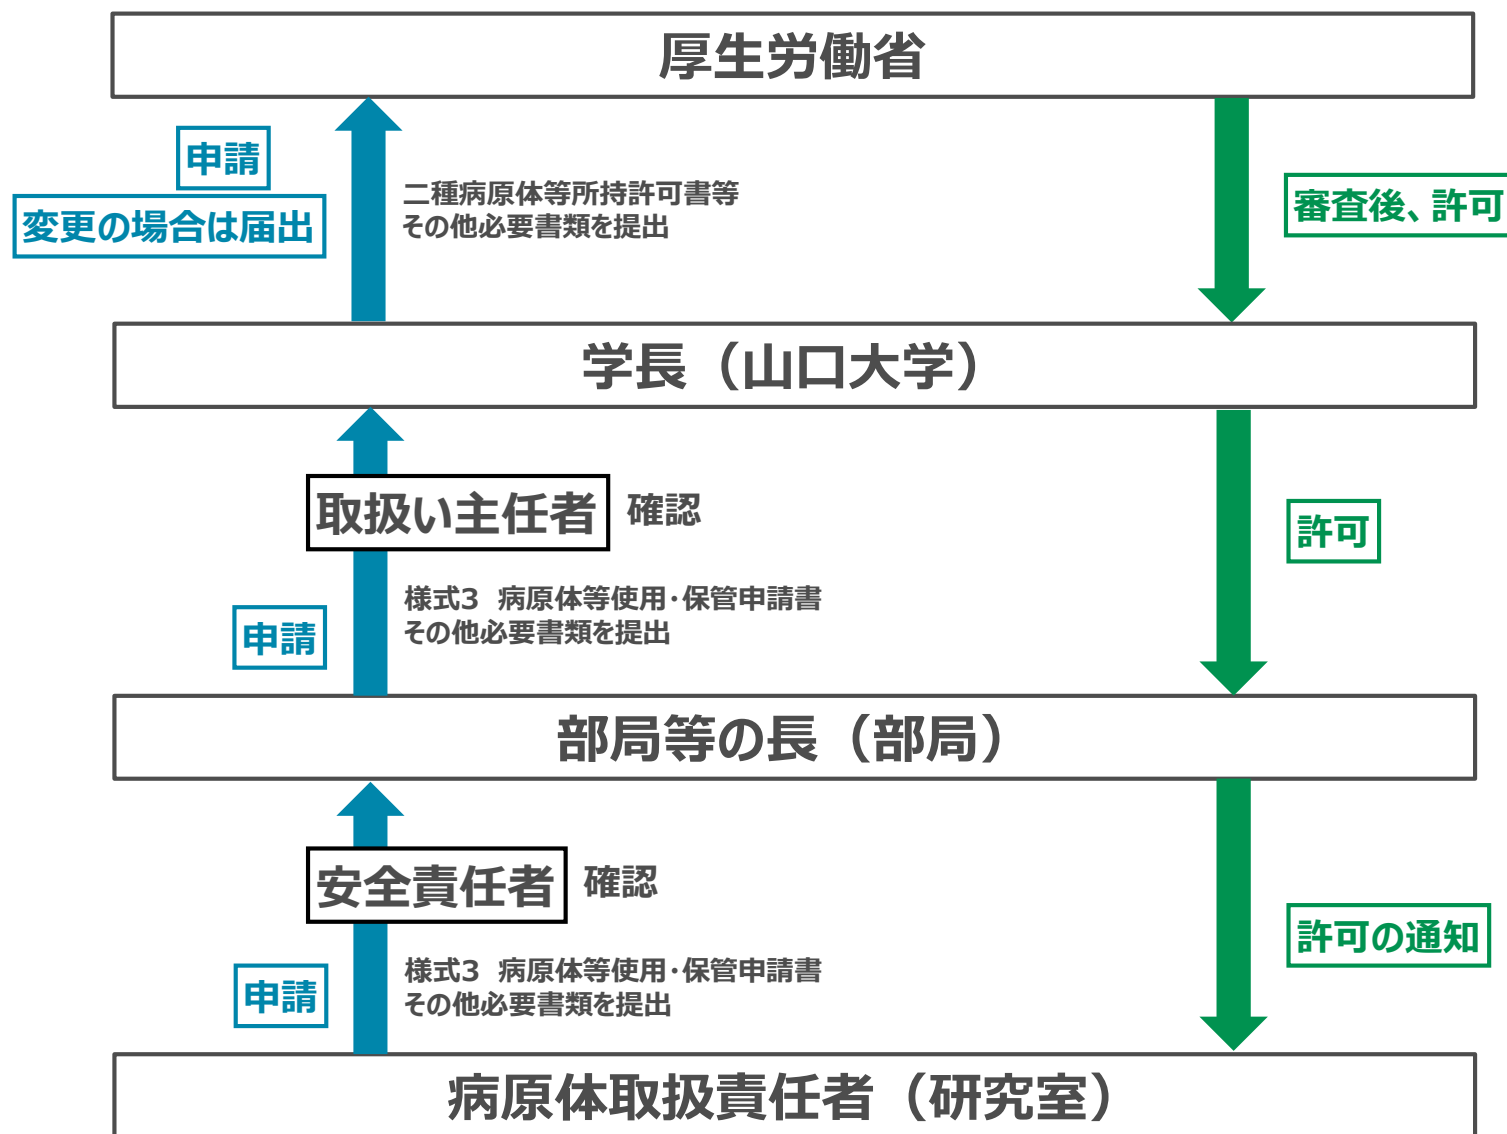 厚生労働省
申請
変更の場合は届出
二種病原体等所持許可書等
その他必要書類を提出
審査後、許可
学長（山口大学）
取扱い主任者
確認
許可
様式3 病原体等使用・保管申請書
その他必要書類を提出
申請
部局等の長（部局）
安全責任者
確認
許可の通知
様式3 病原体等使用・保管申請書
その他必要書類を提出
申請
病原体取扱責任者（研究室）